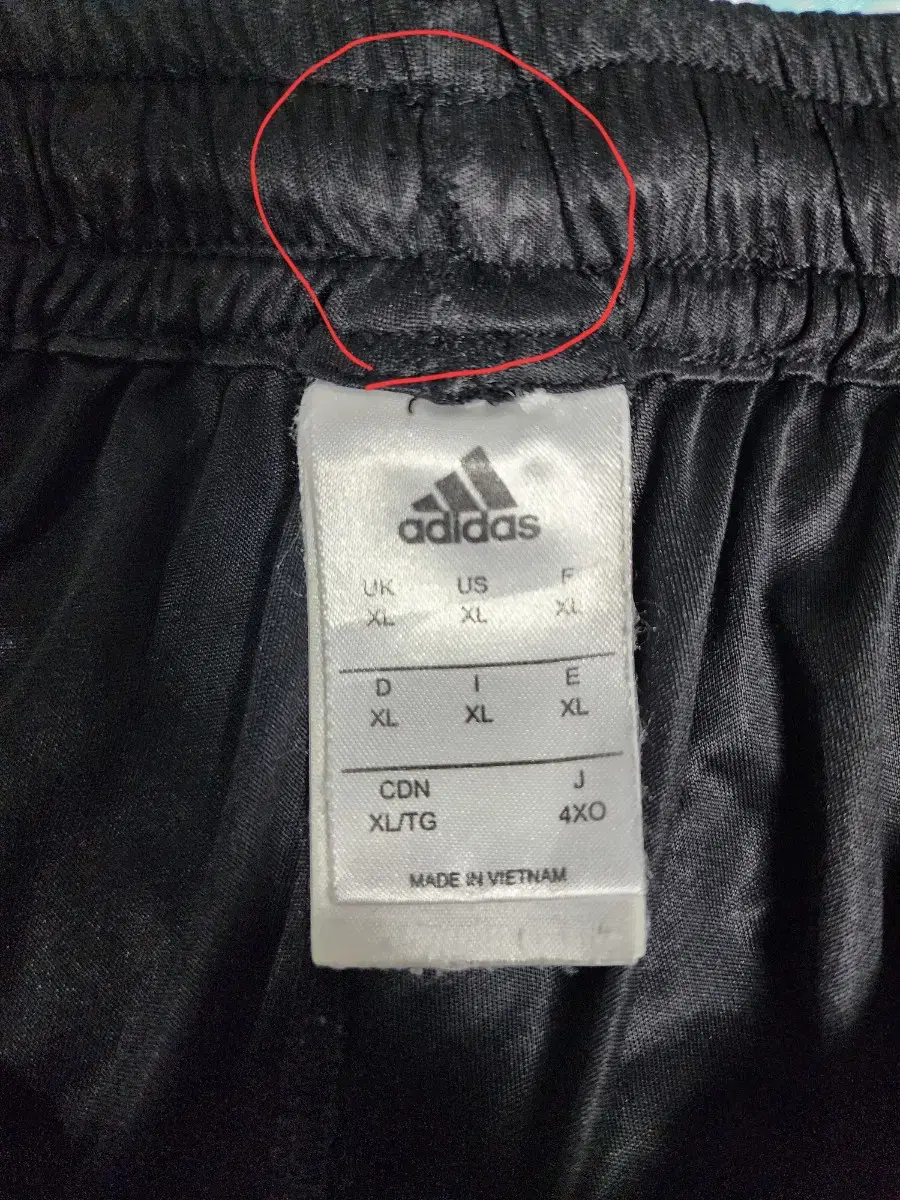 adidas
UK US F
XL XL XL
D I E
XL XL XL
CDN J
XL/TG 4XO
MADE IN VIETNAM